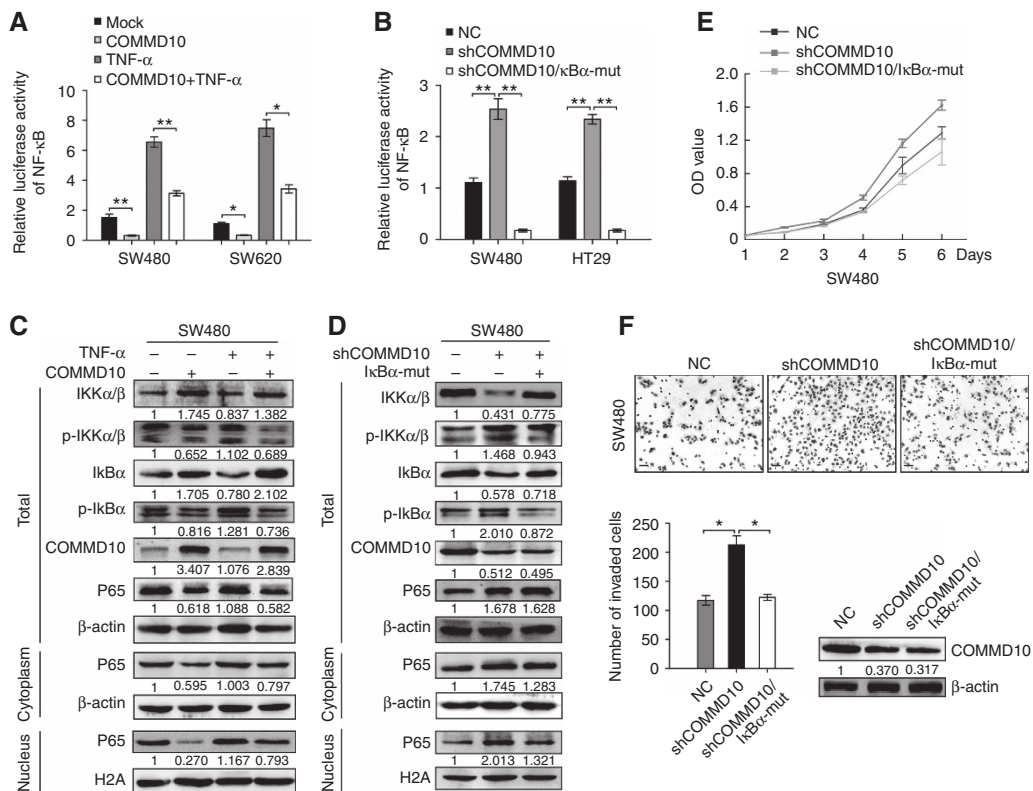 A
Mock
COMMD10
TNF-α
COMMD10+TNF-α
Relative luciferase activity
of NF-κB
10
8
6
4
2
0
**
**
*
*
SW480 SW620
B
NC
shCOMMD10
shCOMMD10/κBα-mut
Relative luciferase activity
of NF-κB
3
2
1
0
** **
** **
SW480 HT29
E
NC
shCOMMD10
shCOMMD10/IκBα-mut
OD value
2.0
1.6
1.2
0.8
0.4
0
1 2 3 4 5 6 Days
SW480
C
SW480
TNF-α – – + +
COMMD10 – + – +
Total
IKKα/β
1 1.745 0.837 1.382
p-IKKα/β
1 0.652 1.102 0.689
IkBα
1 1.705 0.780 2.102
p-IkBα
1 0.816 1.281 0.736
COMMD10
1 3.407 1.076 2.839
P65
1 0.618 1.088 0.582
β-actin
Cytoplasm
P65
1 0.595 1.003 0.797
β-actin
Nucleus
P65
1 0.270 1.167 0.793
H2A
D
SW480
shCOMMD10 – + +
IκBα-mut – – +
Total
IKKα/β
1 0.431 0.775
p-IKKα/β
1 1.468 0.943
IkBα
1 0.578 0.718
p-IkBα
1 2.010 0.872
COMMD10
1 0.512 0.495
P65
1 1.678 1.628
β-actin
Cytoplasm
P65
1 1.745 1.283
β-actin
Nucleus
P65
1 2.013 1.321
H2A
F
NC shCOMMD10 shCOMMD10/
IκBα-mut
SW480
Number of invaded cells
250
200
150
100
50
0
* *
NC
shCOMMD10
shCOMMD10/
IκBα-mut
NC
shCOMMD10
shCOMMD10/
IκBα-mut
COMMD10
1 0.370 0.317
β-actin